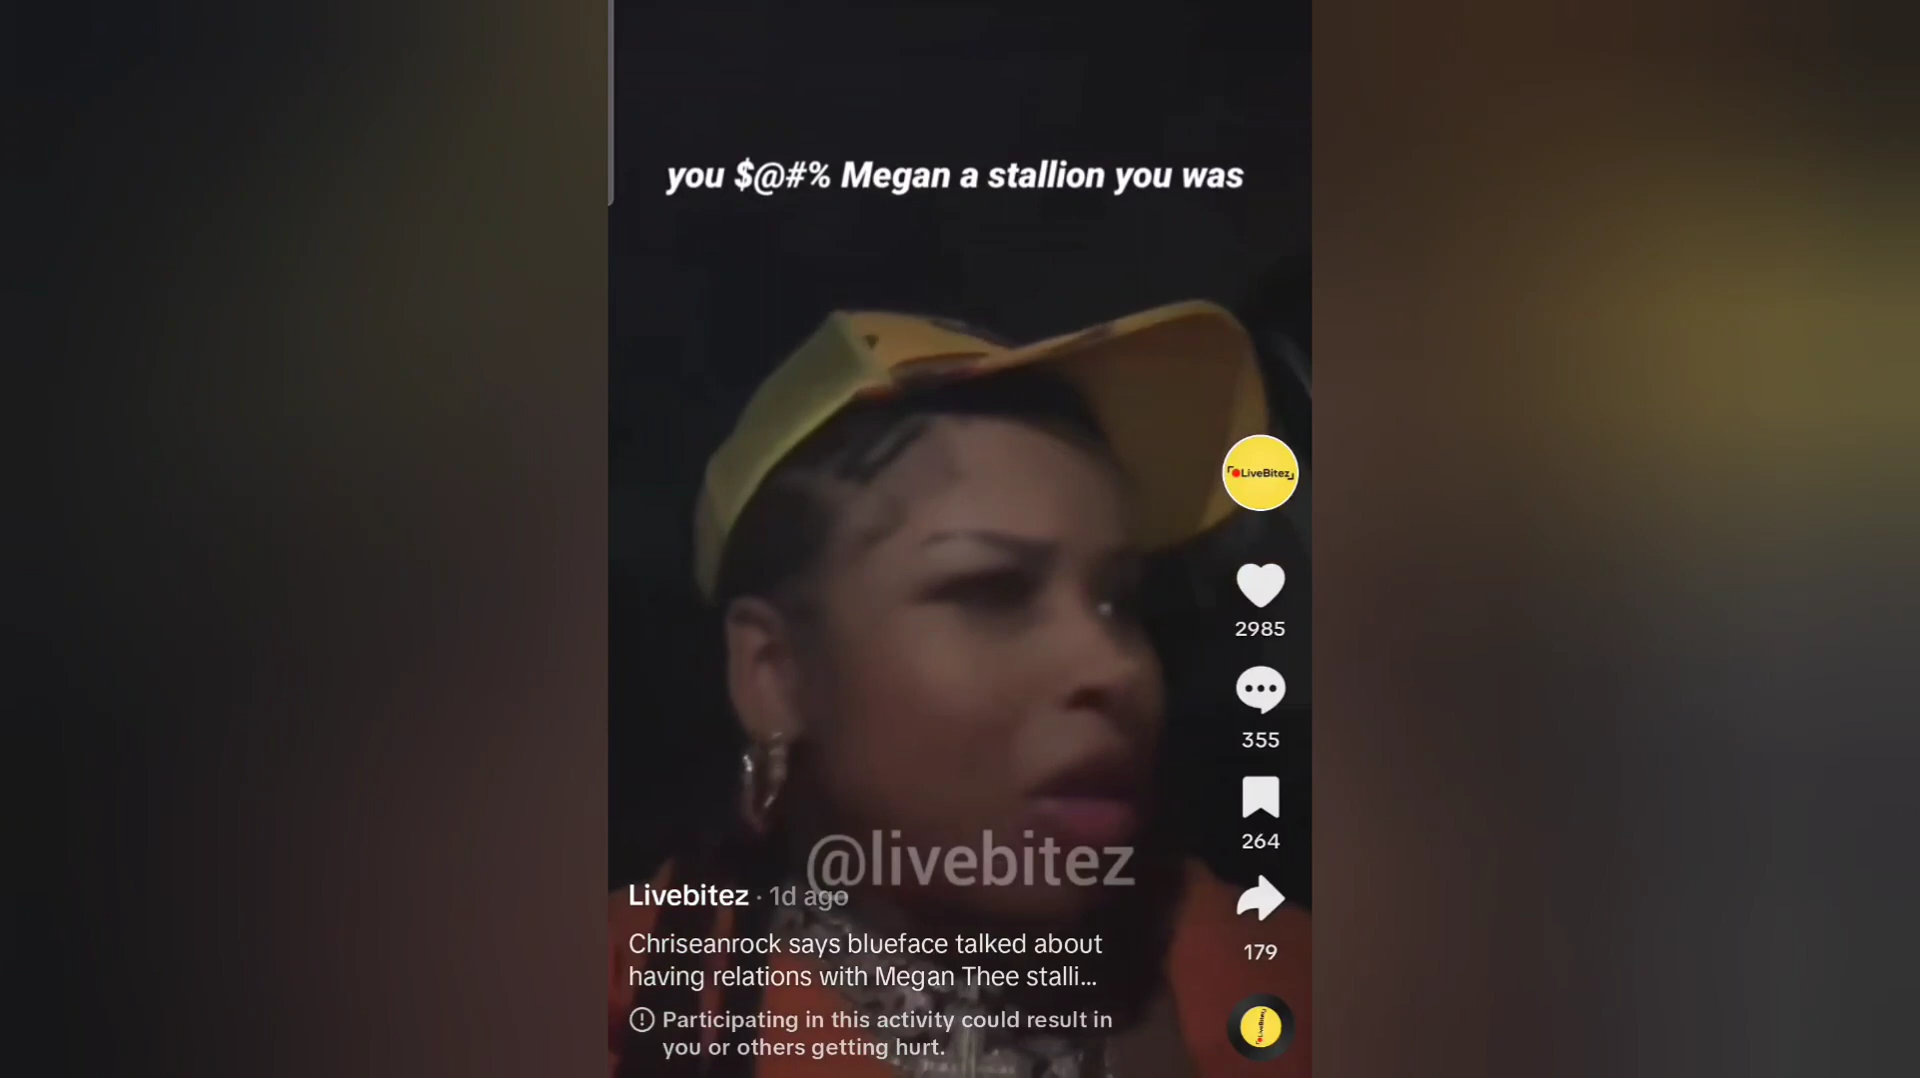 you $@#% Megan a stallion you was
LiveBitez
2985
355
264
179
@livebitez
Livebitez · 1d ago
Chriseanrock says blueface talked about
having relations with Megan Thee stalli...
Participating in this activity could result in
you or others getting hurt.
LiveBitez